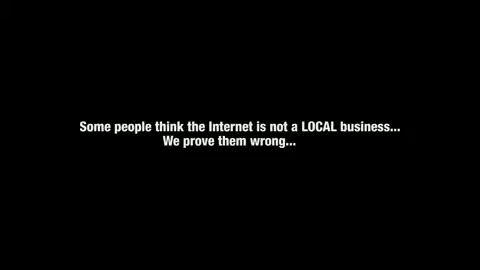 Some people think the Internet is not a LOCAL business...
We prove them wrong...